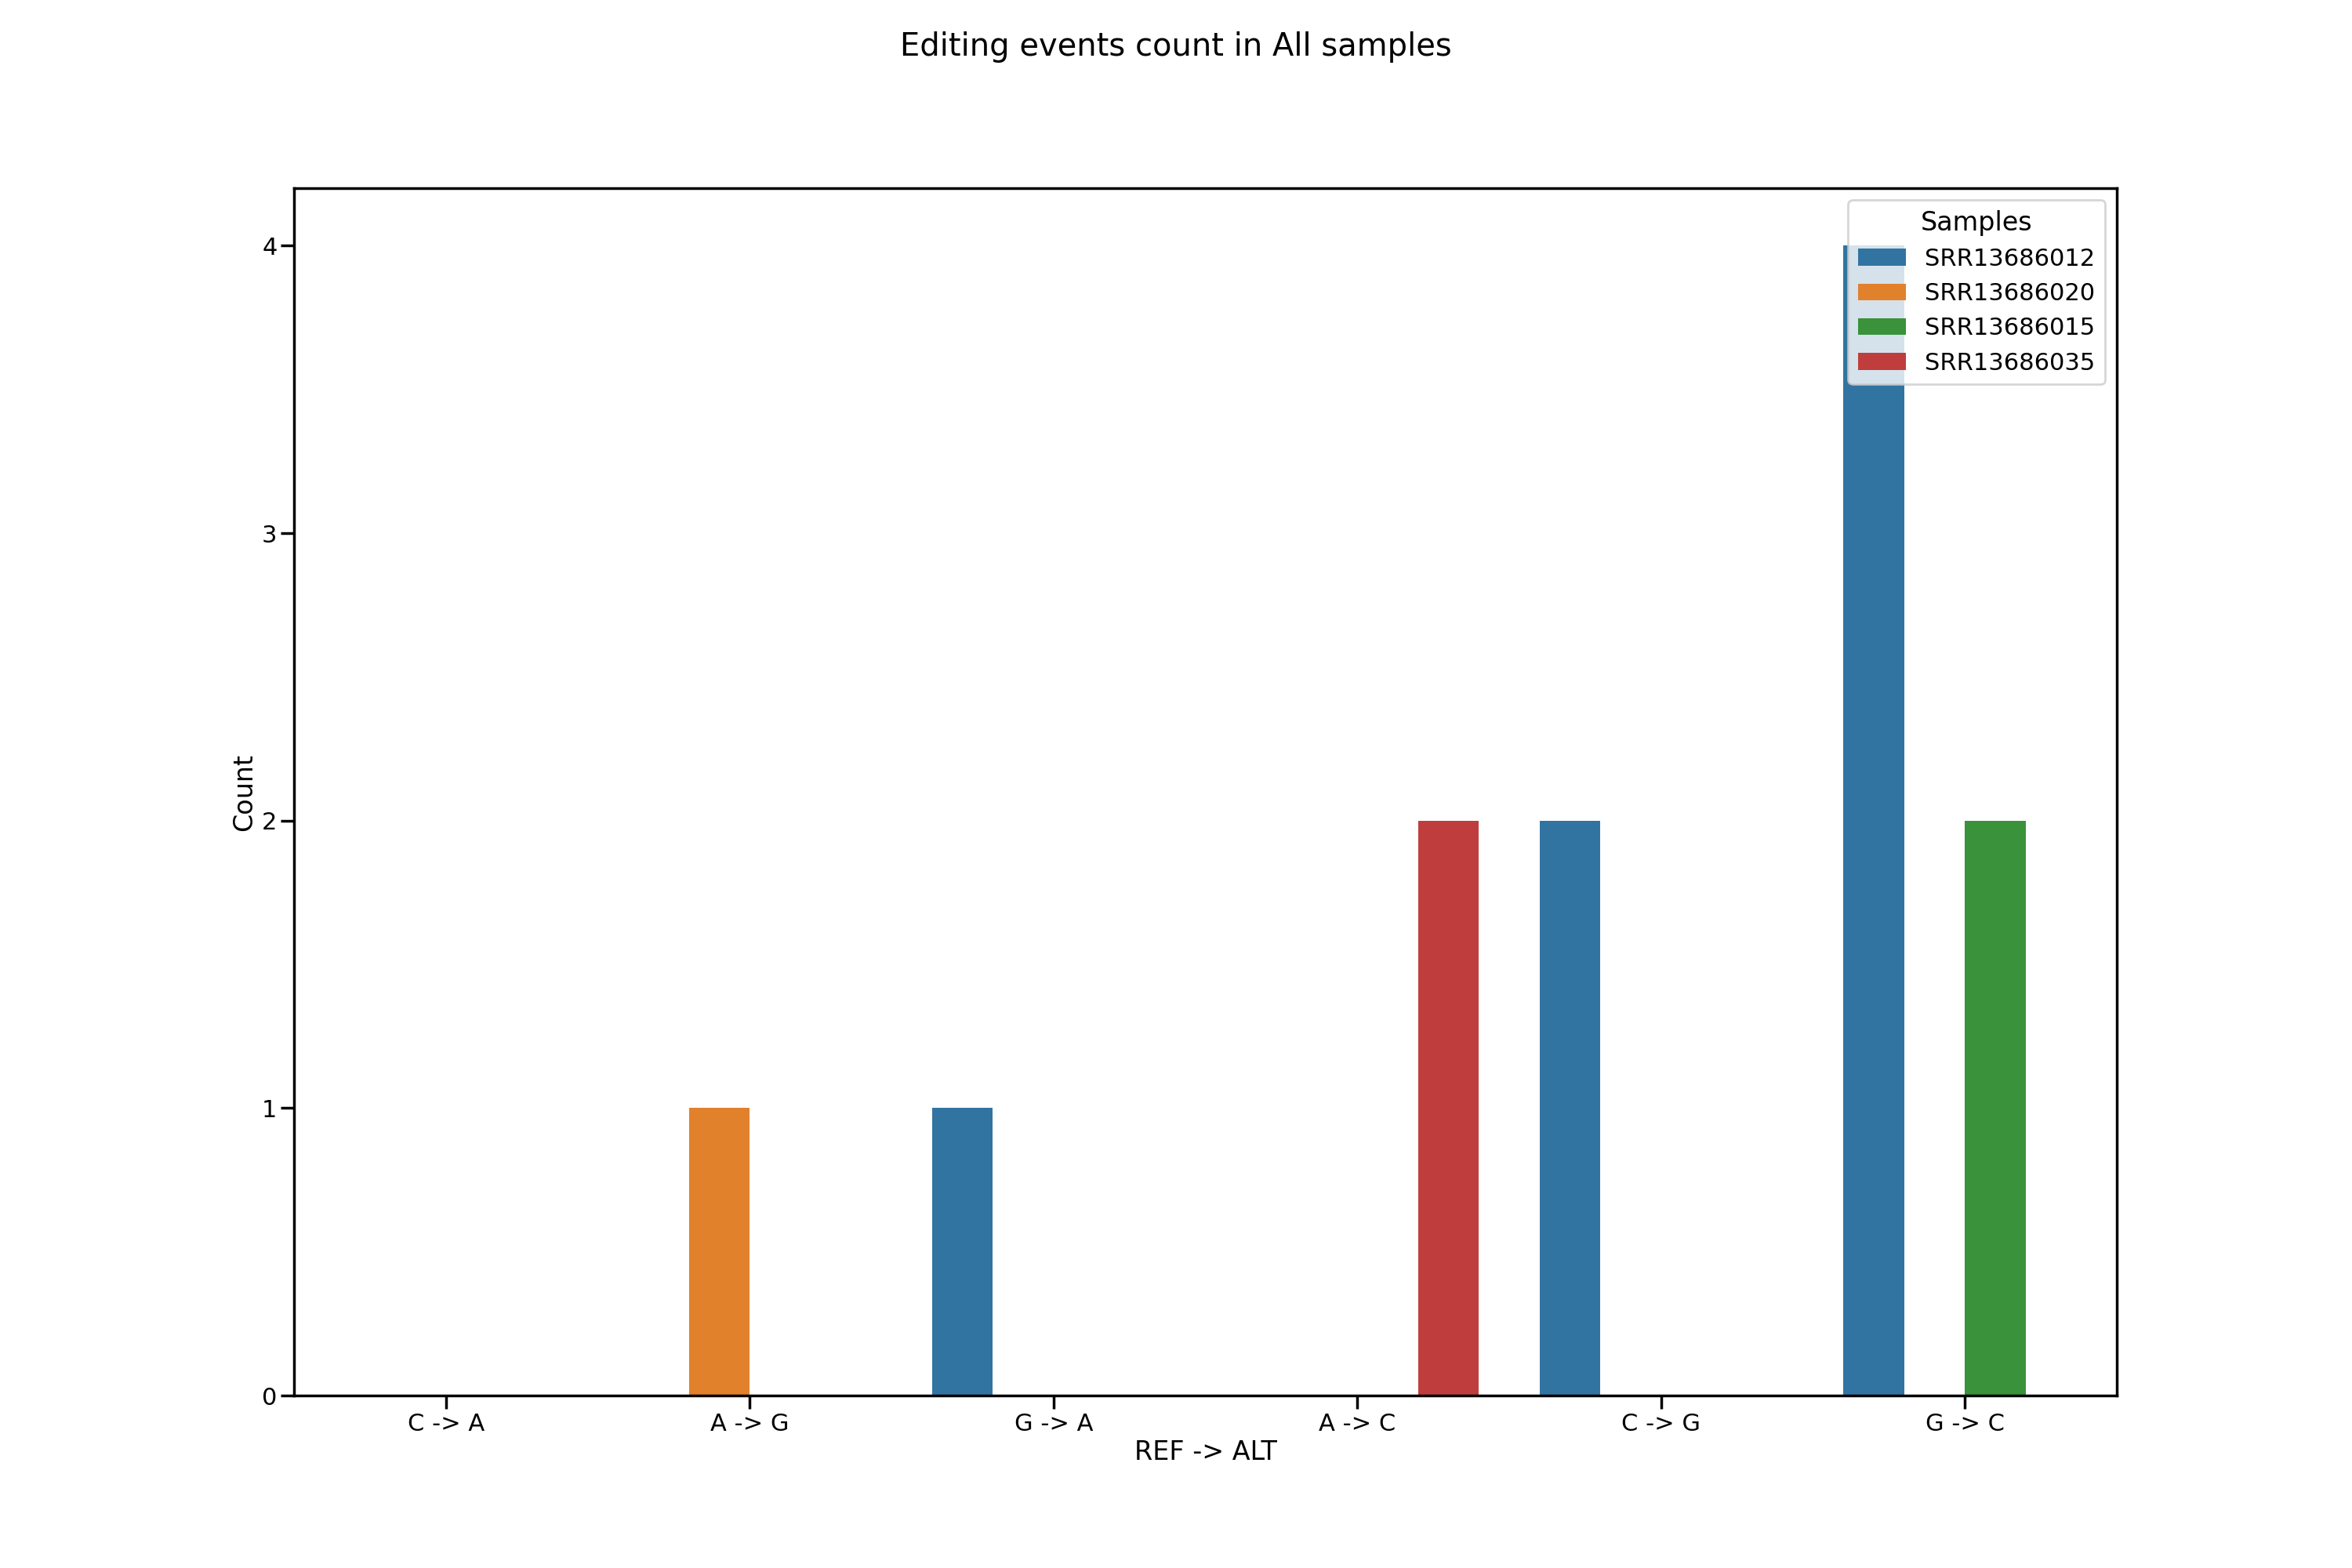 Editing events count in All samples
Samples
SRR13686012
SRR13686020
SRR13686015
SRR13686035
4
3
2
1
0
Count
C -> A
A -> G
G -> A
A -> C
C -> G
G -> C
REF -> ALT